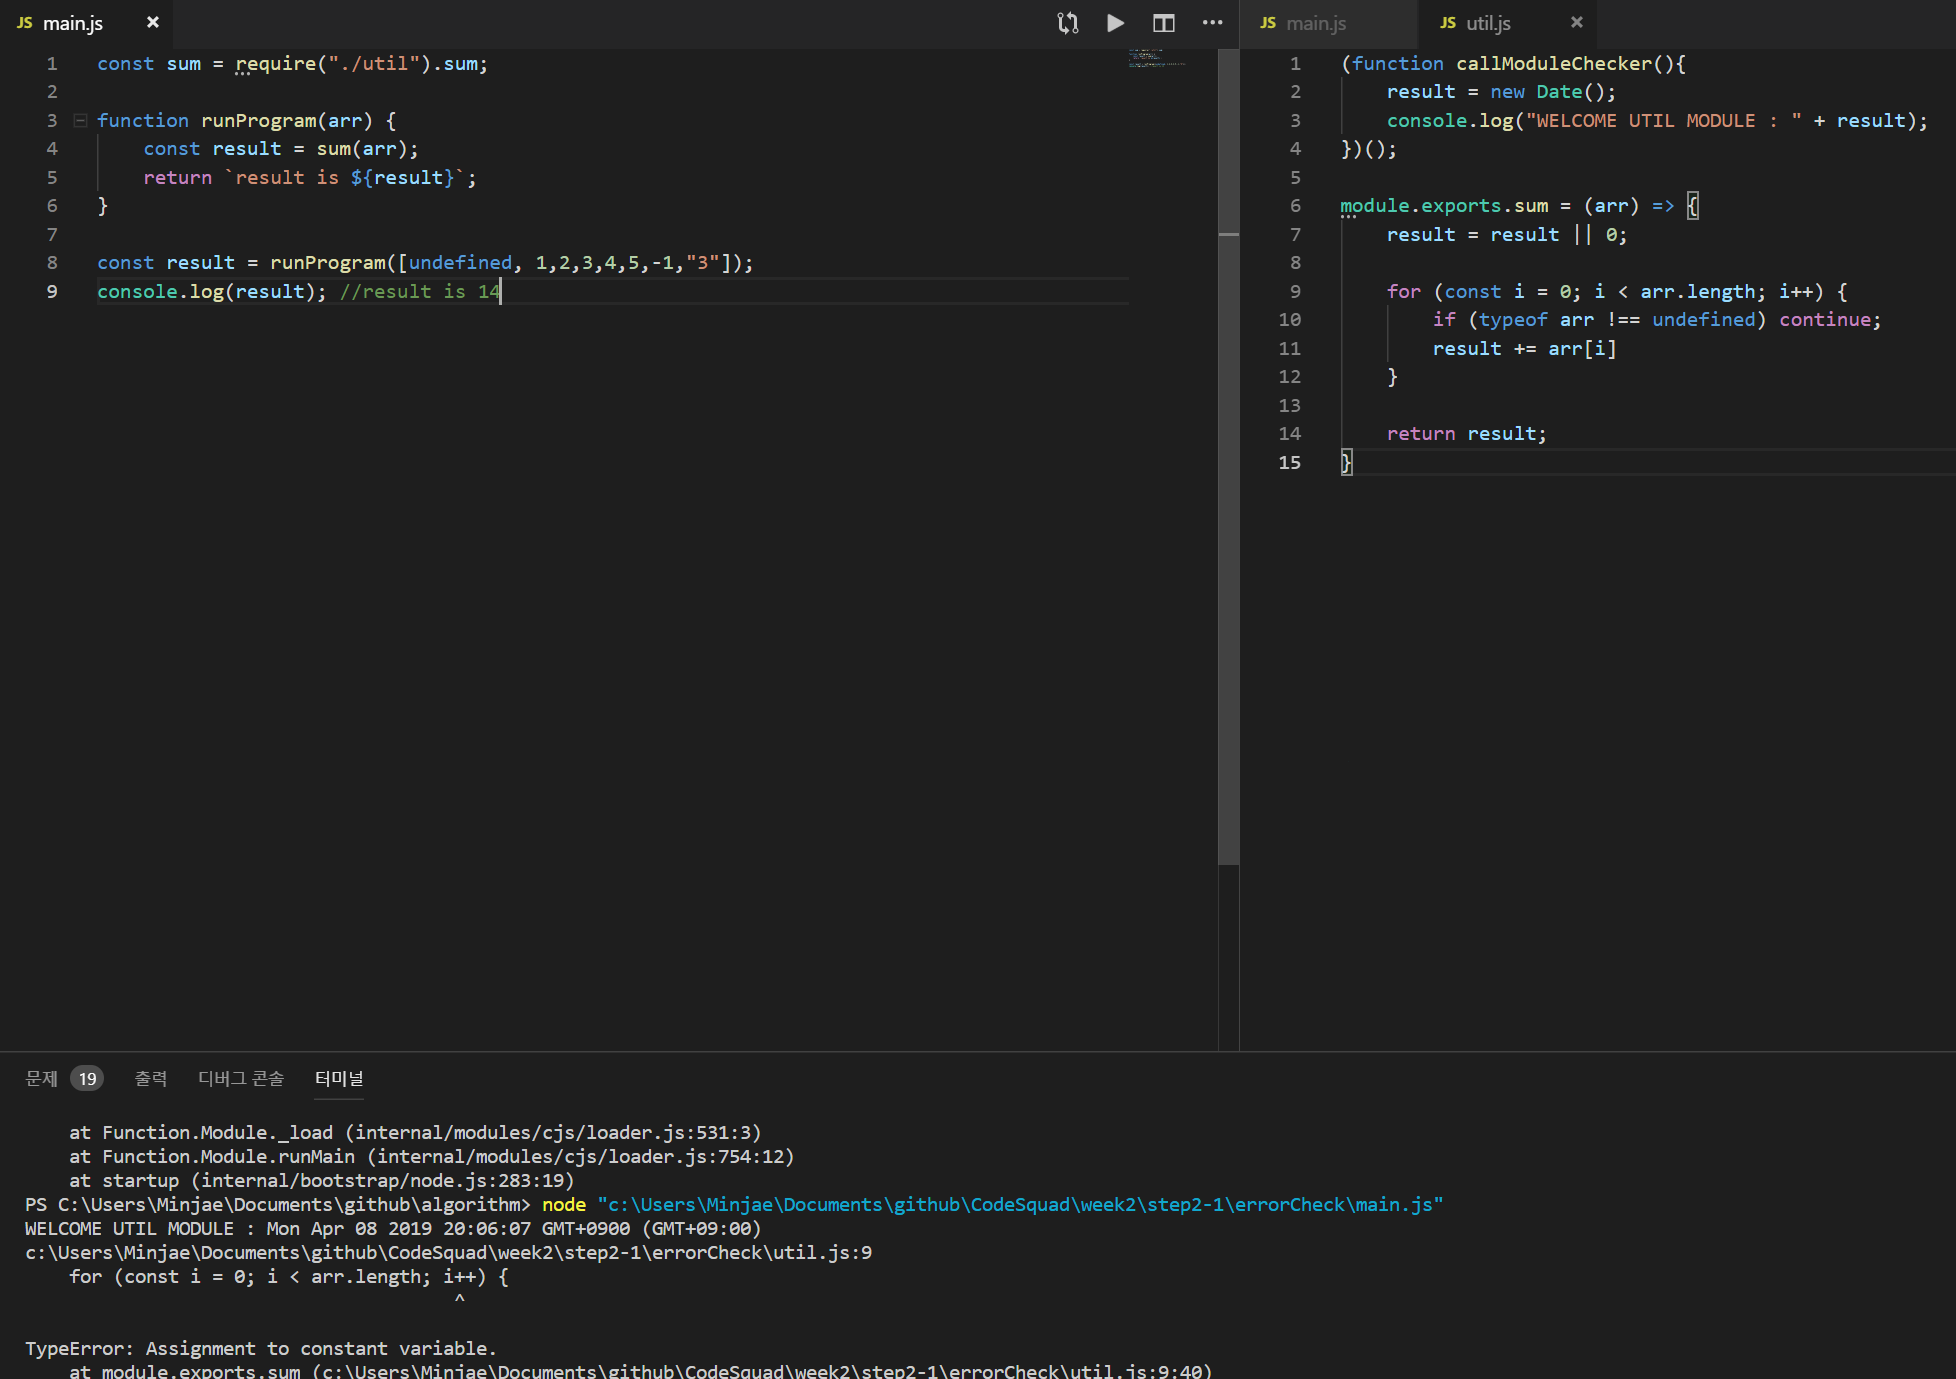 JS main.js ×
1 const sum = require("./util").sum;
2
3 function runProgram(arr) {
4     const result = sum(arr);
5     return `result is ${result}`;
6 }
7
8 const result = runProgram([undefined, 1,2,3,4,5,-1,"3"]);
9 console.log(result); //result is 14
JS main.js JS util.js ×
1 (function callModuleChecker(){
2     result = new Date();
3     console.log("WELCOME UTIL MODULE : " + result);
4 })();
5
6 module.exports.sum = (arr) => {
7     result = result || 0;
8
9     for (const i = 0; i < arr.length; i++) {
10         if (typeof arr !== undefined) continue;
11         result += arr[i]
12     }
13
14     return result;
15 }
문제 19 출력 디버그 콘솔 터미널
    at Function.Module._load (internal/modules/cjs/loader.js:531:3)
    at Function.Module.runMain (internal/modules/cjs/loader.js:754:12)
    at startup (internal/bootstrap/node.js:283:19)
PS C:\Users\Minjae\Documents\github\algorithm> node "c:\Users\Minjae\Documents\github\CodeSquad\week2\step2-1\errorCheck\main.js"
WELCOME UTIL MODULE : Mon Apr 08 2019 20:06:07 GMT+0900 (GMT+09:00)
c:\Users\Minjae\Documents\github\CodeSquad\week2\step2-1\errorCheck\util.js:9
    for (const i = 0; i < arr.length; i++) {
                                       ^
TypeError: Assignment to constant variable.
    at module.exports.sum (c:\Users\Minjae\Documents\github\CodeSquad\week2\step2-1\errorCheck\util.js:9:40)